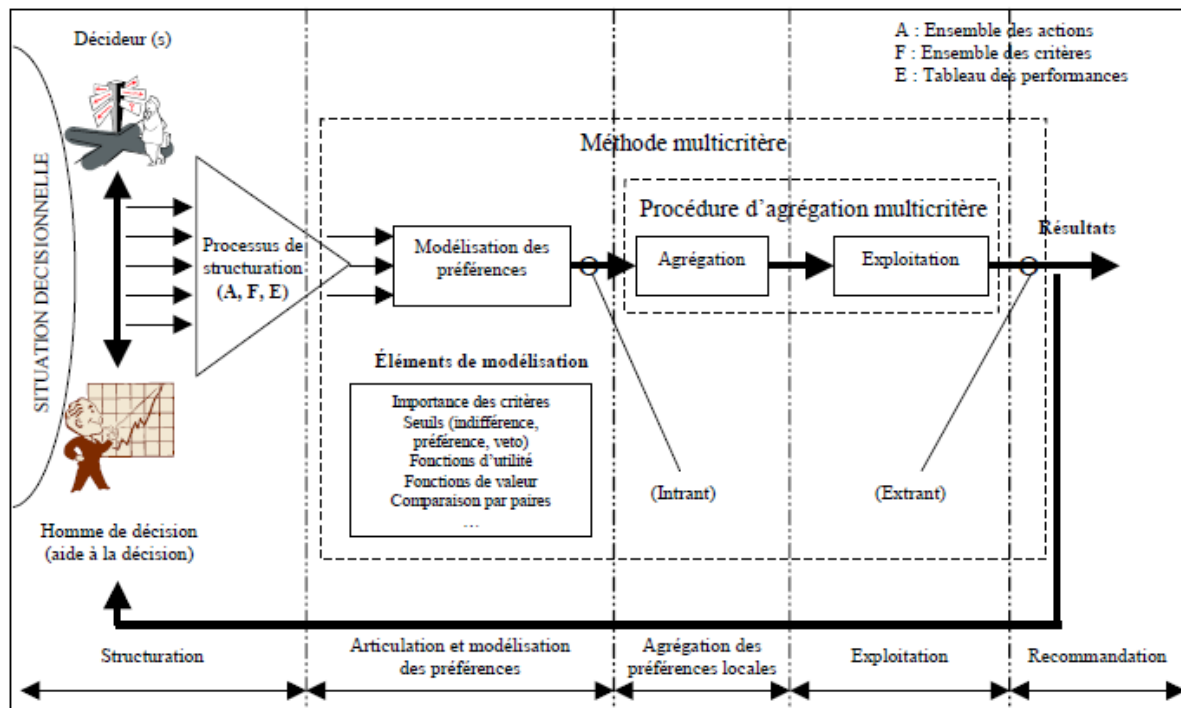 Décideur (s)
A : Ensemble des actions
F : Ensemble des critères
E : Tableau des performances
SITUATION DECISIONNELLE
?
Méthode multicritère
Procédure d'agrégation multicritère
Résultats
Processus de
structuration
(A, F, E)
Modélisation des
préférences
Agrégation
Exploitation
Éléments de modélisation
Importance des critères
Seuils (indifférence,
préférence, veto)
Fonctions d'utilité
Fonctions de valeur
Comparaison par paires
…
(Intrant)
(Extrant)
Homme de décision
(aide à la décision)
Structuration
Articulation et modélisation
des préférences
Agrégation des
préférences locales
Exploitation
Recommandation